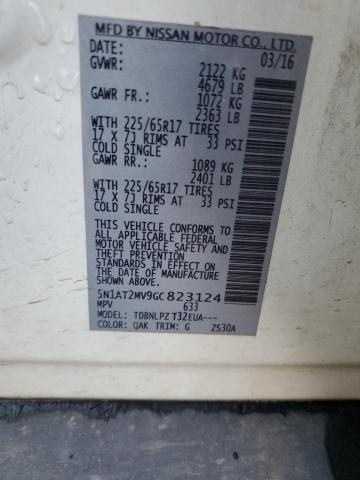 MFD BY NISSAN MOTOR CO., LTD.
DATE: 03/16
GVWR: 2122 KG
4679 LB
GAWR FR.: 1072 KG
2363 LB
WITH 225/65R17 TIRES
17 X 7J RIMS AT 33 PSI
COLD SINGLE
GAWR RR.: 1089 KG
2401 LB
WITH 225/65R17 TIRES
17 X 7J RIMS AT 33 PSI
COLD SINGLE
THIS VEHICLE CONFORMS TO
ALL APPLICABLE FEDERAL
MOTOR VEHICLE SAFETY AND
THEFT PREVENTION
STANDARDS IN EFFECT ON
THE DATE OF MANUFACTURE
SHOWN ABOVE.
5N1AT2MV9GC823124
MPV 633
MODEL: TDBNLPZ T32EUA---
COLOR: QAK TRIM: G ZS30A